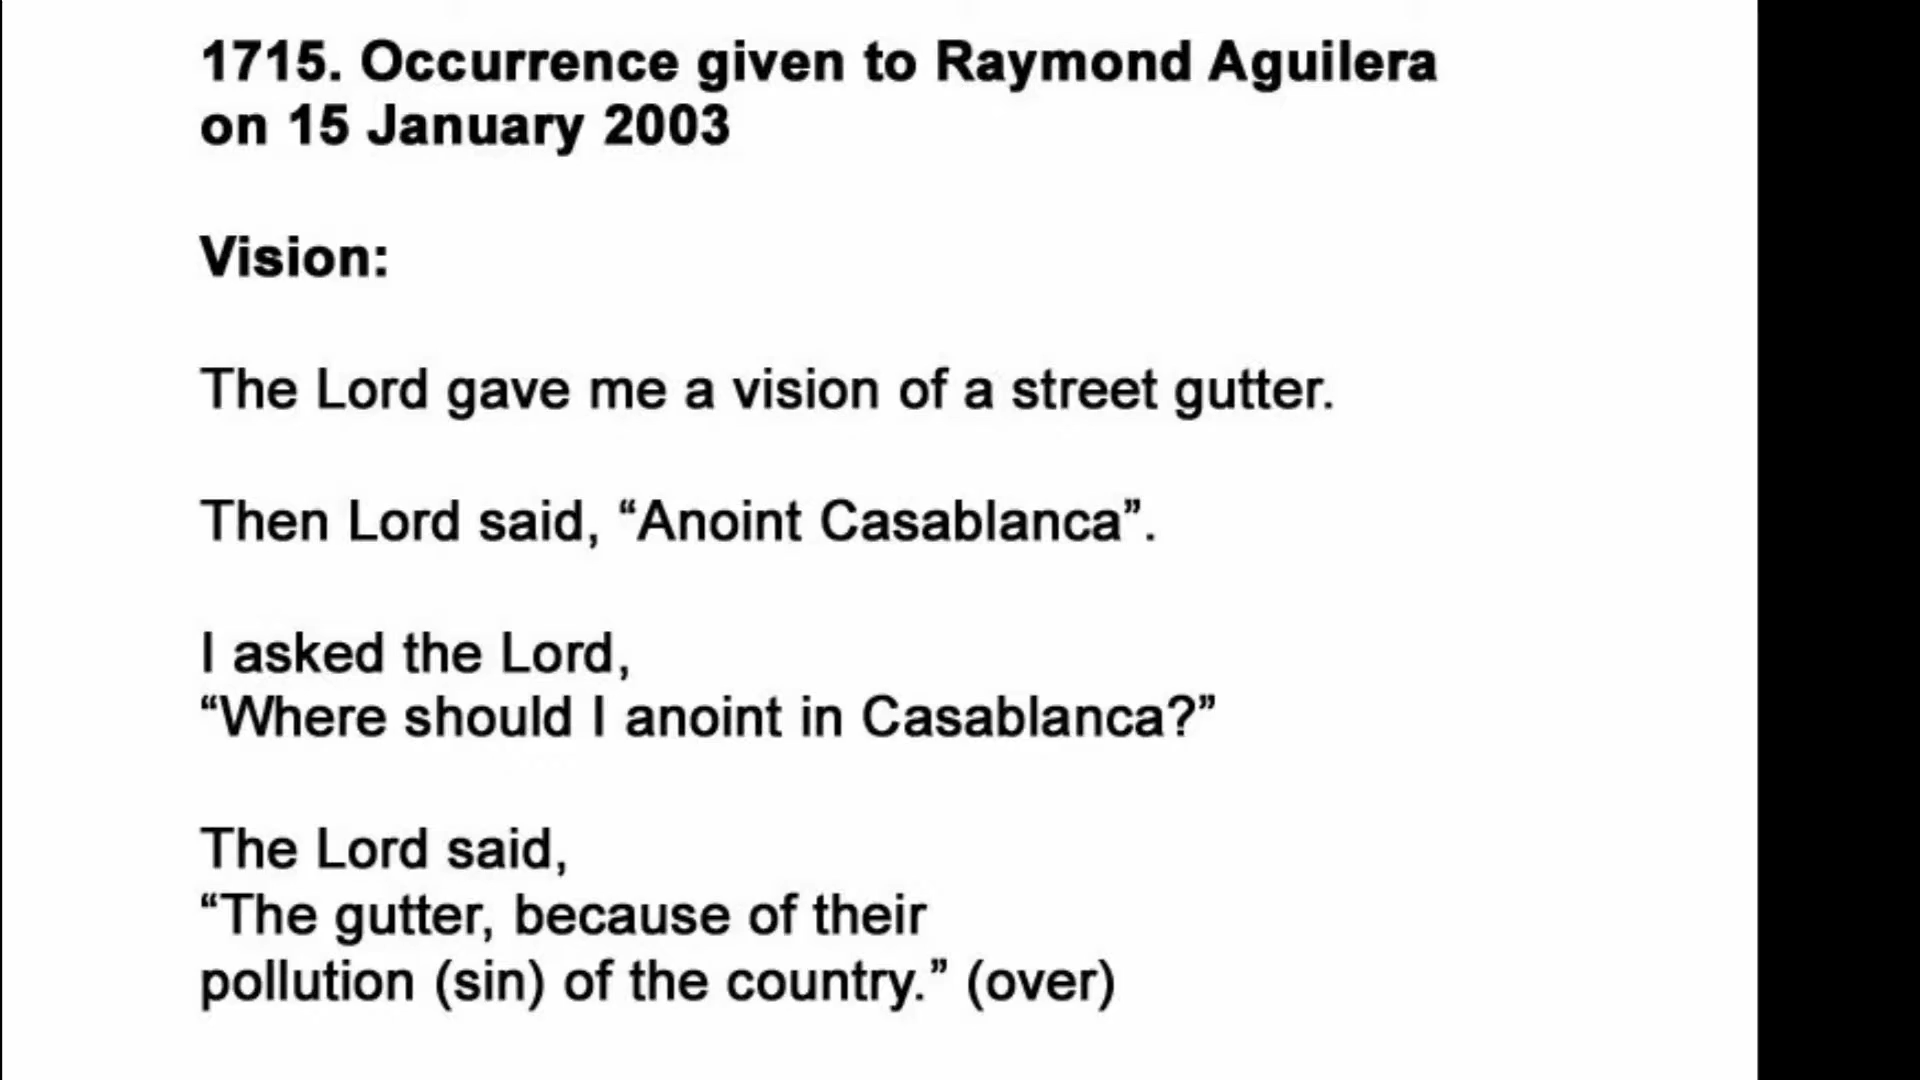 1715. Occurrence given to Raymond Aguilera
on 15 January 2003
Vision:
The Lord gave me a vision of a street gutter.
Then Lord said, “Anoint Casablanca”.
I asked the Lord,
“Where should I anoint in Casablanca?”
The Lord said,
“The gutter, because of their
pollution (sin) of the country.” (over)